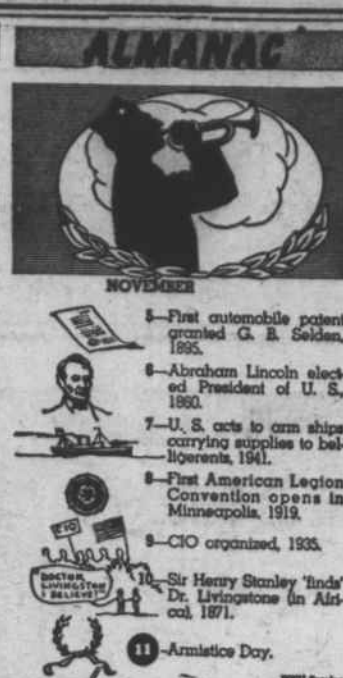 ALMANAC
NOVEMBER
5—First automobile patent
granted G. B. Selden,
1895.
6—Abraham Lincoln elect-
ed President of U. S.,
1860.
7—U. S. acts to arm ships
carrying supplies to bel-
ligerents, 1941.
8—First American Legion
Convention opens in
Minneapolis, 1919.
CIO
9—CIO organized, 1935.
DOCTOR
LIVINGSTON
I BELIEVE!
10—Sir Henry Stanley 'finds'
Dr. Livingstone (in Afri-
ca), 1871.
11—Armistice Day.